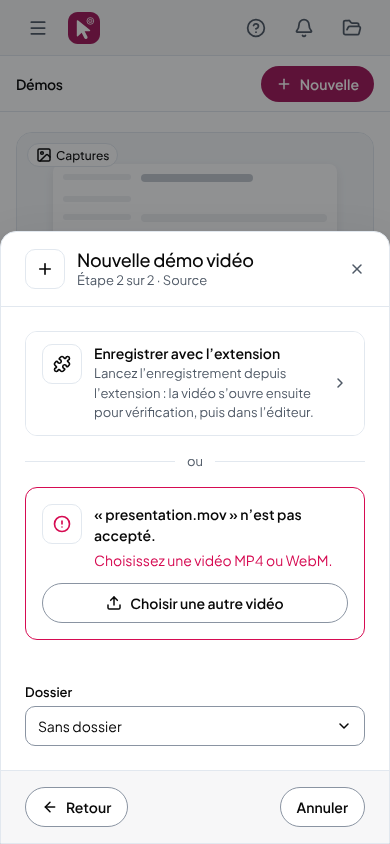 Démos
Nouvelle
Captures
Nouvelle démo vidéo
Étape 2 sur 2 · Source
Enregistrer avec l’extension
Lancez l’enregistrement depuis
l’extension : la vidéo s’ouvre ensuite
pour vérification, puis dans l’éditeur.
ou
« presentation.mov » n’est pas
accepté.
Choisissez une vidéo MP4 ou WebM.
Choisir une autre vidéo
Dossier
Sans dossier
Retour
Annuler